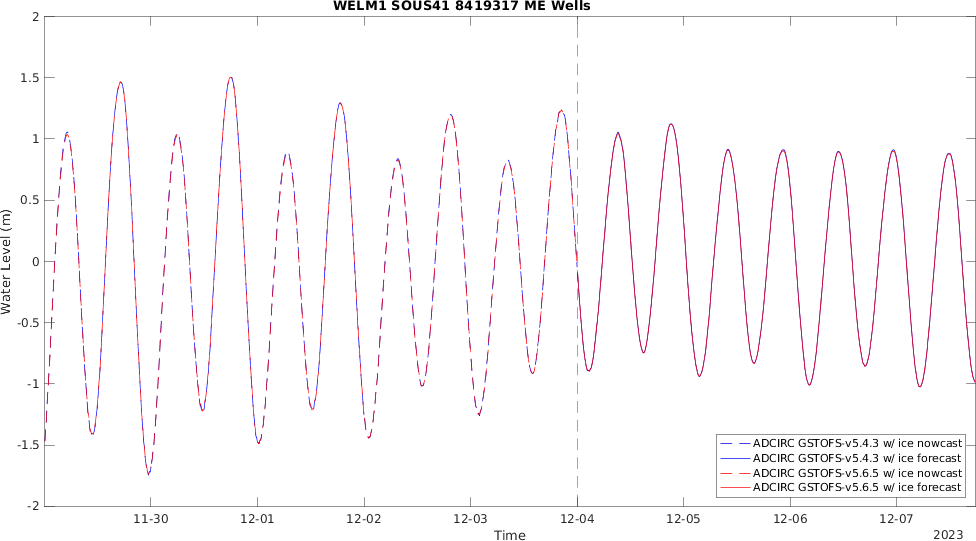 WELM1 SOUS41 8419317 ME Wells
2
1.5
1
0.5
0
-0.5
-1
-1.5
-2
Water Level (m)
11-30
12-01
12-02
12-03
12-04
12-05
12-06
12-07
Time
2023
ADCIRC GSTOFS-v5.4.3 w/ ice nowcast
ADCIRC GSTOFS-v5.4.3 w/ ice forecast
ADCIRC GSTOFS-v5.6.5 w/ ice nowcast
ADCIRC GSTOFS-v5.6.5 w/ ice forecast